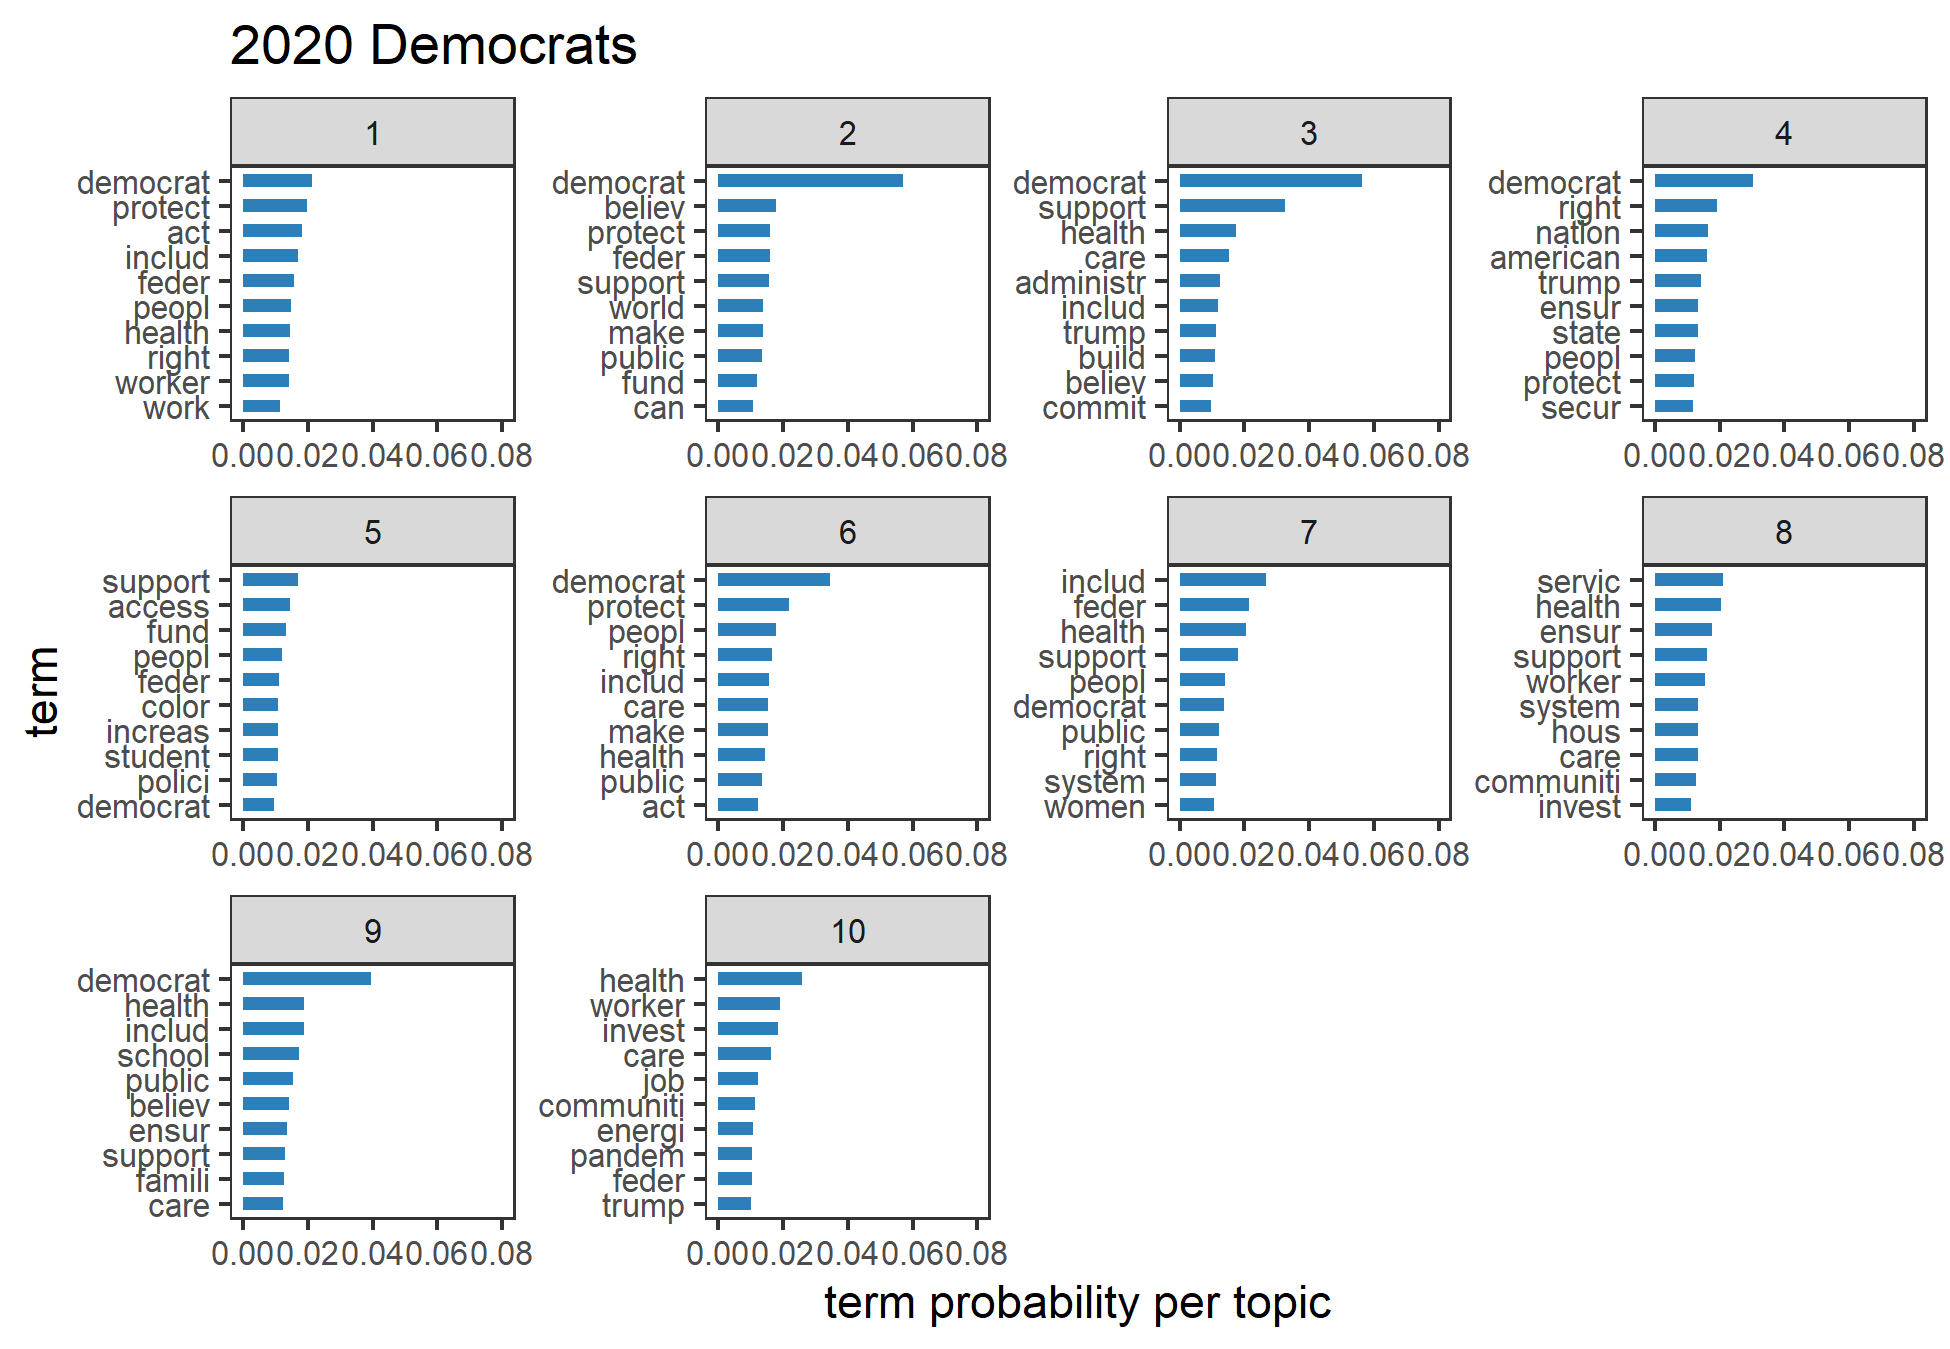 2020 Democrats
1
democrat
protect
act
includ
feder
peopl
health
right
worker
work
0.00 0.02 0.04 0.06 0.08
2
democrat
believ
protect
feder
support
world
make
public
fund
can
0.00 0.02 0.04 0.06 0.08
3
democrat
support
health
care
administr
includ
trump
build
believ
commit
0.00 0.02 0.04 0.06 0.08
4
democrat
right
nation
american
trump
ensur
state
peopl
protect
secur
0.00 0.02 0.04 0.06 0.08
term
5
support
access
fund
peopl
feder
color
increas
student
polici
democrat
0.00 0.02 0.04 0.06 0.08
6
democrat
protect
peopl
right
includ
care
make
health
public
act
0.00 0.02 0.04 0.06 0.08
7
includ
feder
health
support
peopl
democrat
public
right
system
women
0.00 0.02 0.04 0.06 0.08
8
servic
health
ensur
support
worker
system
hous
care
communiti
invest
0.00 0.02 0.04 0.06 0.08
9
democrat
health
includ
school
public
believ
ensur
support
famili
care
0.00 0.02 0.04 0.06 0.08
10
health
worker
invest
care
job
communiti
energi
pandem
feder
trump
0.00 0.02 0.04 0.06 0.08
term probability per topic